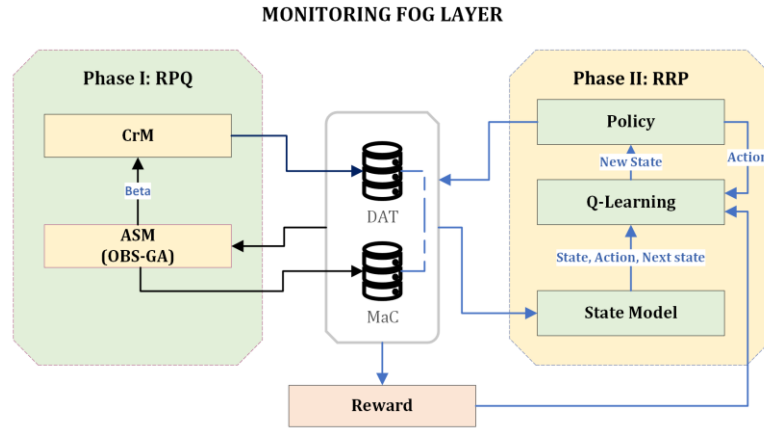 MONITORING FOG LAYER
Phase I: RPQ
CrM
Beta
ASM
(OBS-GA)
DAT
MaC
Reward
Phase II: RRP
Policy
New State
Action
Q-Learning
State, Action, Next state
State Model